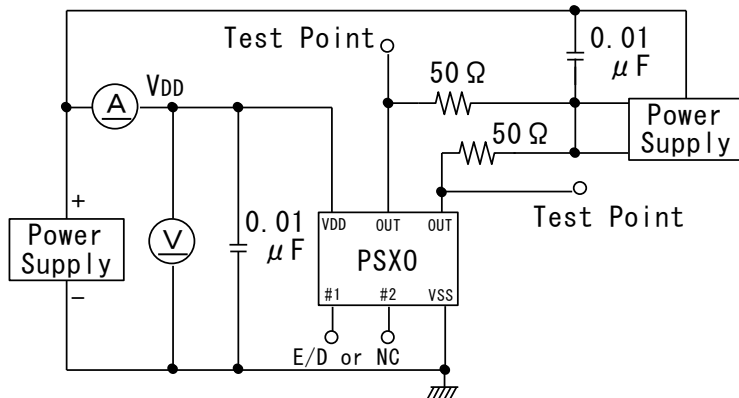 Test Point
0.01
μF
50Ω
Power
Supply
A
VDD
50Ω
Test Point
+
Power
Supply
−
V
0.01
μF
VDD
OUT
OUT
PSXO
#1
#2
VSS
E/D or NC